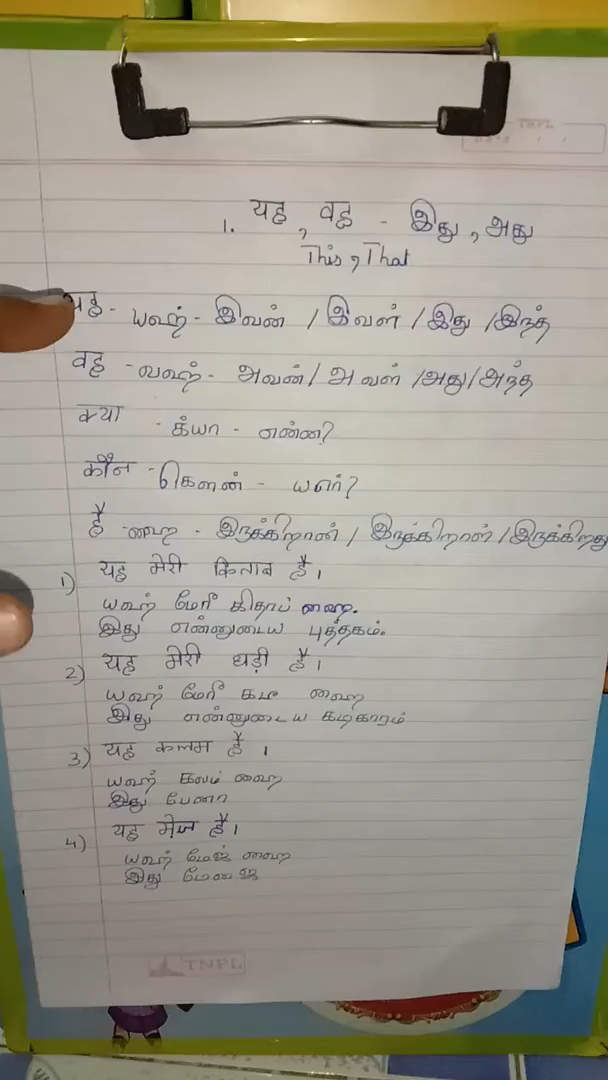 1. यह , वह - இது , அது
This , That
यह - யஹ் - இவன் / இவள் / இது / இந்த
वह - வஹ் - அவன் / அவள் / அது / அந்த
क्या - க்யா - என்ன?
कौन - கௌன் - யார்?
है - ஹை - இருக்கிறான் / இருக்கிறாள் / இருக்கிறது
1) यह मेरी किताब है।
யஹ் மேரீ கிதாப் ஹை.
இது என்னுடைய புத்தகம்.
2) यह मेरी घड़ी है।
யஹ் மேரீ கடீ ஹை
இது என்னுடைய கடிகாரம்
3) यह कलम है ।
யஹ் கலம் ஹை
இது பேனா
4) यह मेज है।
யஹ் மேஜ் ஹை
இது மேஜை
TNPL